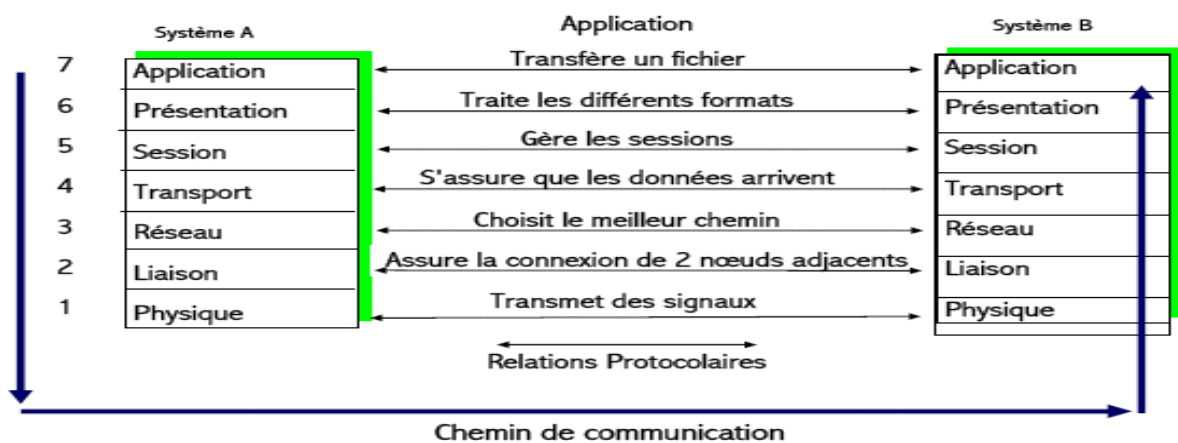 Système A
Application
Système B
7
Application
Transfère un fichier
Application
6
Présentation
Traite les différents formats
Présentation
5
Session
Gère les sessions
Session
4
Transport
S'assure que les données arrivent
Transport
3
Réseau
Choisit le meilleur chemin
Réseau
2
Liaison
Assure la connexion de 2 nœuds adjacents
Liaison
1
Physique
Transmet des signaux
Physique
Relations Protocolaires
Chemin de communication